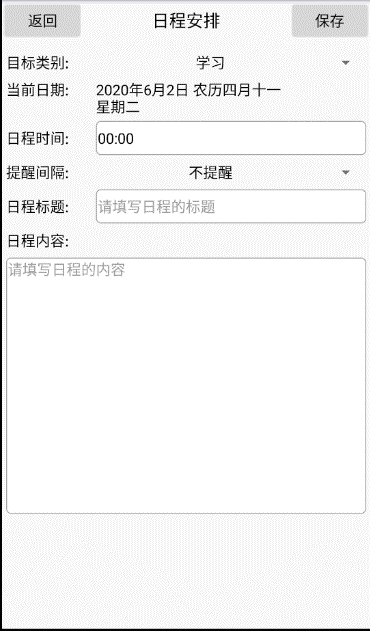 返回 日程安排 保存
目标类别: 学习
当前日期: 2020年6月2日 农历四月十一
星期二
日程时间: 00:00
提醒间隔: 不提醒
日程标题: 请填写日程的标题
日程内容:
请填写日程的内容